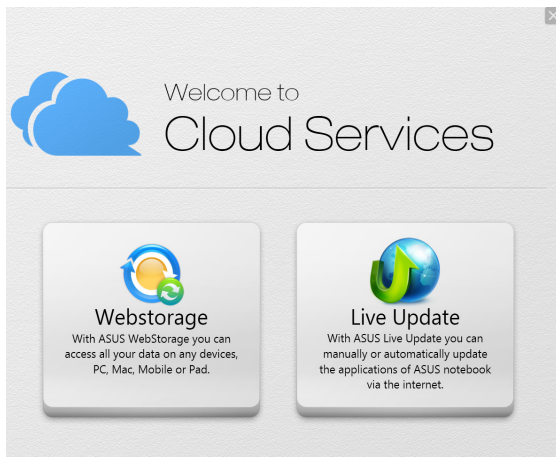 Welcome to
Cloud Services
Webstorage
With ASUS WebStorage you can
access all your data on any devices,
PC, Mac, Mobile or Pad.
Live Update
With ASUS Live Update you can
manually or automatically update
the applications of ASUS notebook
via the internet.